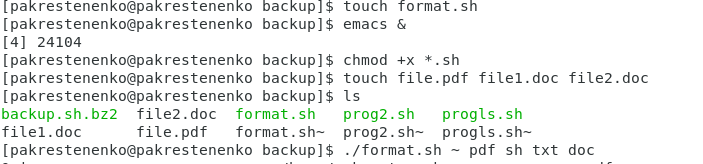 [pakrestenenko@pakrestenenko backup]$ touch format.sh
[pakrestenenko@pakrestenenko backup]$ emacs &
[4] 24104
[pakrestenenko@pakrestenenko backup]$ chmod +x *.sh
[pakrestenenko@pakrestenenko backup]$ touch file.pdf file1.doc file2.doc
[pakrestenenko@pakrestenenko backup]$ ls
backup.sh.bz2  file2.doc  format.sh   prog2.sh   progls.sh
file1.doc      file.pdf   format.sh~  prog2.sh~  progls.sh~
[pakrestenenko@pakrestenenko backup]$ ./format.sh ~ pdf sh txt doc